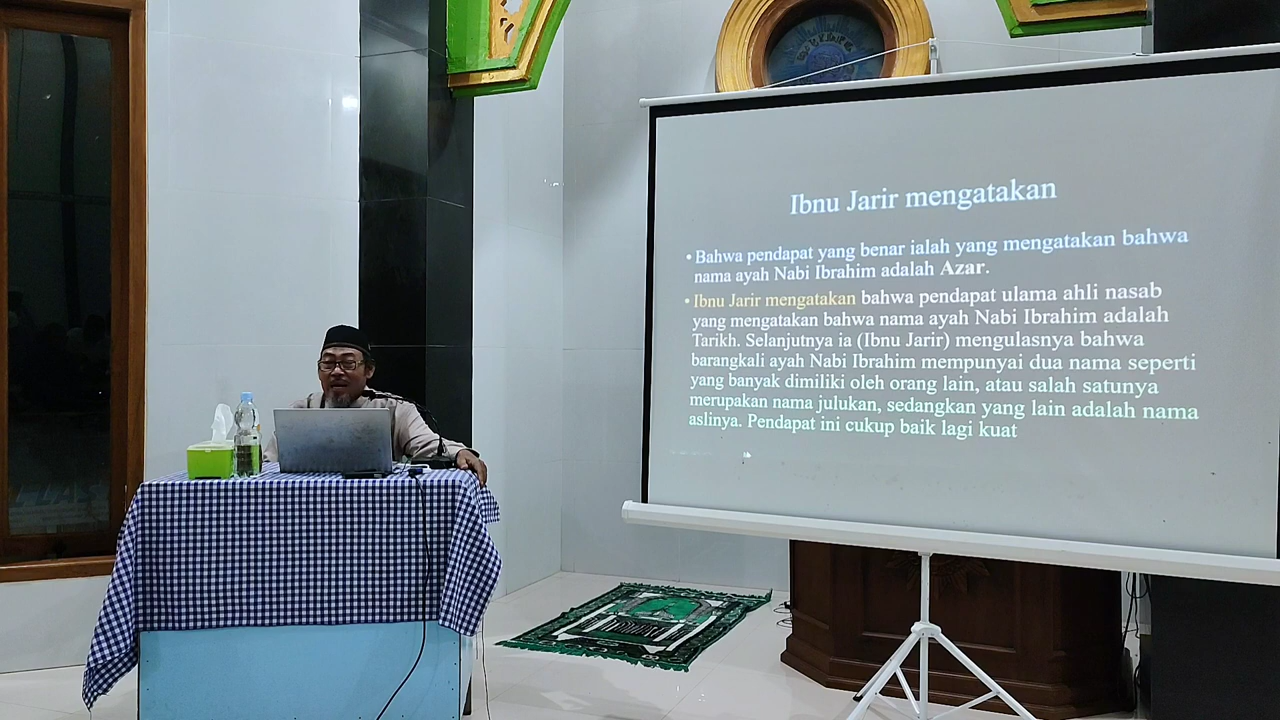 Ibnu Jarir mengatakan
• Bahwa pendapat yang benar ialah yang mengatakan bahwa
nama ayah Nabi Ibrahim adalah Azar.
• Ibnu Jarir mengatakan bahwa pendapat ulama ahli nasab
yang mengatakan bahwa nama ayah Nabi Ibrahim adalah
Tarikh. Selanjutnya ia (Ibnu Jarir) mengulasnya bahwa
barangkali ayah Nabi Ibrahim mempunyai dua nama seperti
yang banyak dimiliki oleh orang lain, atau salah satunya
merupakan nama julukan, sedangkan yang lain adalah nama
aslinya. Pendapat ini cukup baik lagi kuat